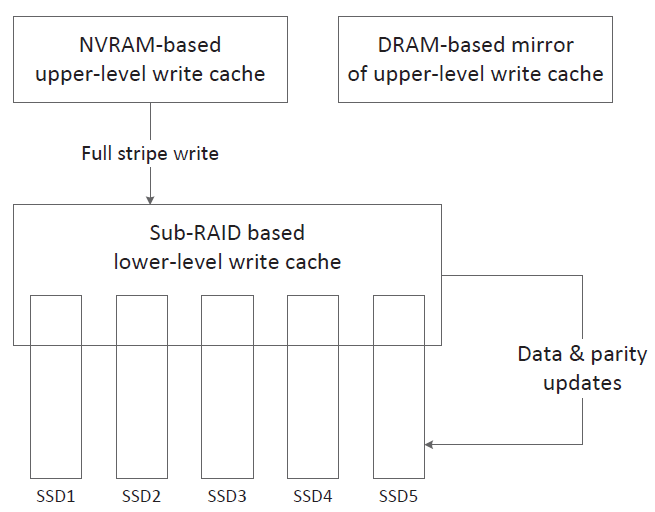 NVRAM-based
upper-level write cache
DRAM-based mirror
of upper-level write cache
Full stripe write
Sub-RAID based
lower-level write cache
Data & parity
updates
SSD1
SSD2
SSD3
SSD4
SSD5